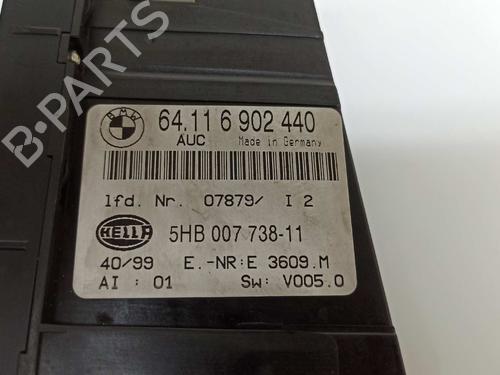 B-PARTS
BMW
64.11 6 902 440
AUC Made in Germany
lfd. Nr. 07879/ I 2
HELLA 5HB 007 738-11
40/99 E.-NR:E 3609.M
AI : 01 SW: V005.0